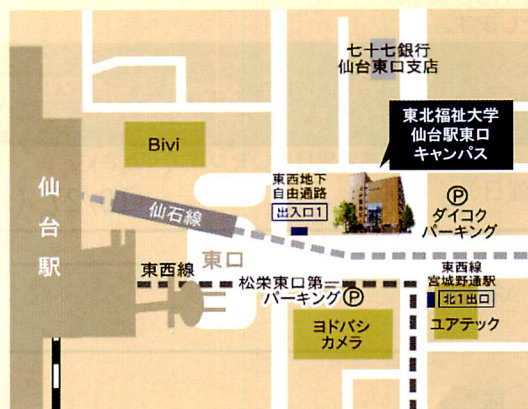 七十七銀行
仙台東口支店
東北福祉大学
仙台駅東口
キャンパス
Bivi
仙台駅
仙石線
東西地下
自由通路
出入口1
P
ダイコク
パーキング
東口
東西線
松栄東口第一
パーキングP
東西線
宮城野通駅
北1出口
ヨドバシ
カメラ
ユアテック